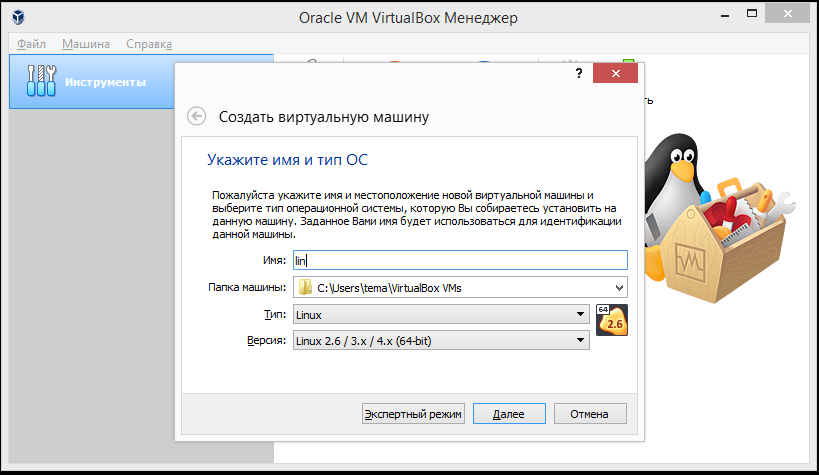 Oracle VM VirtualBox Менеджер
Файл Машина Справка
Инструменты
?
Создать виртуальную машину
Укажите имя и тип ОС
Пожалуйста укажите имя и местоположение новой виртуальной машины и
выберите тип операционной системы, которую Вы собираетесь установить на
данную машину. Заданное Вами имя будет использоваться для идентификации
данной машины.
Имя: lin
Папка машины: C:\Users\tema\VirtualBox VMs
Тип: Linux
64
2.6
Версия: Linux 2.6 / 3.x / 4.x (64-bit)
Экспертный режим Далее Отмена